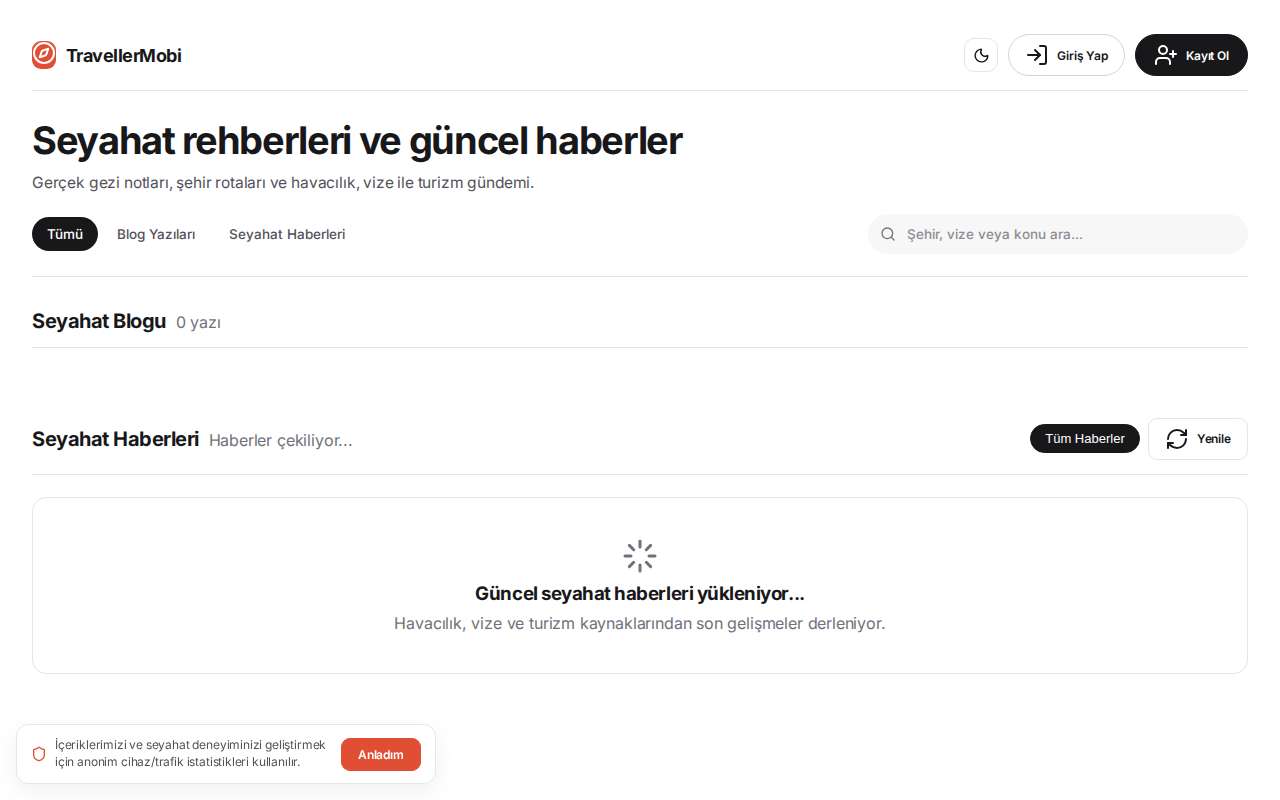 TravellerMobi
Giriş Yap
Kayıt Ol
Seyahat rehberleri ve güncel haberler
Gerçek gezi notları, şehir rotaları ve havacılık, vize ile turizm gündemi.
Tümü
Blog Yazıları
Seyahat Haberleri
Şehir, vize veya konu ara...
Seyahat Blogu 0 yazı
Seyahat Haberleri Haberler çekiliyor...
Tüm Haberler
Yenile
Güncel seyahat haberleri yükleniyor...
Havacılık, vize ve turizm kaynaklarından son gelişmeler derleniyor.
İçeriklerimizi ve seyahat deneyiminizi geliştirmek
için anonim cihaz/trafik istatistikleri kullanılır.
Anladım